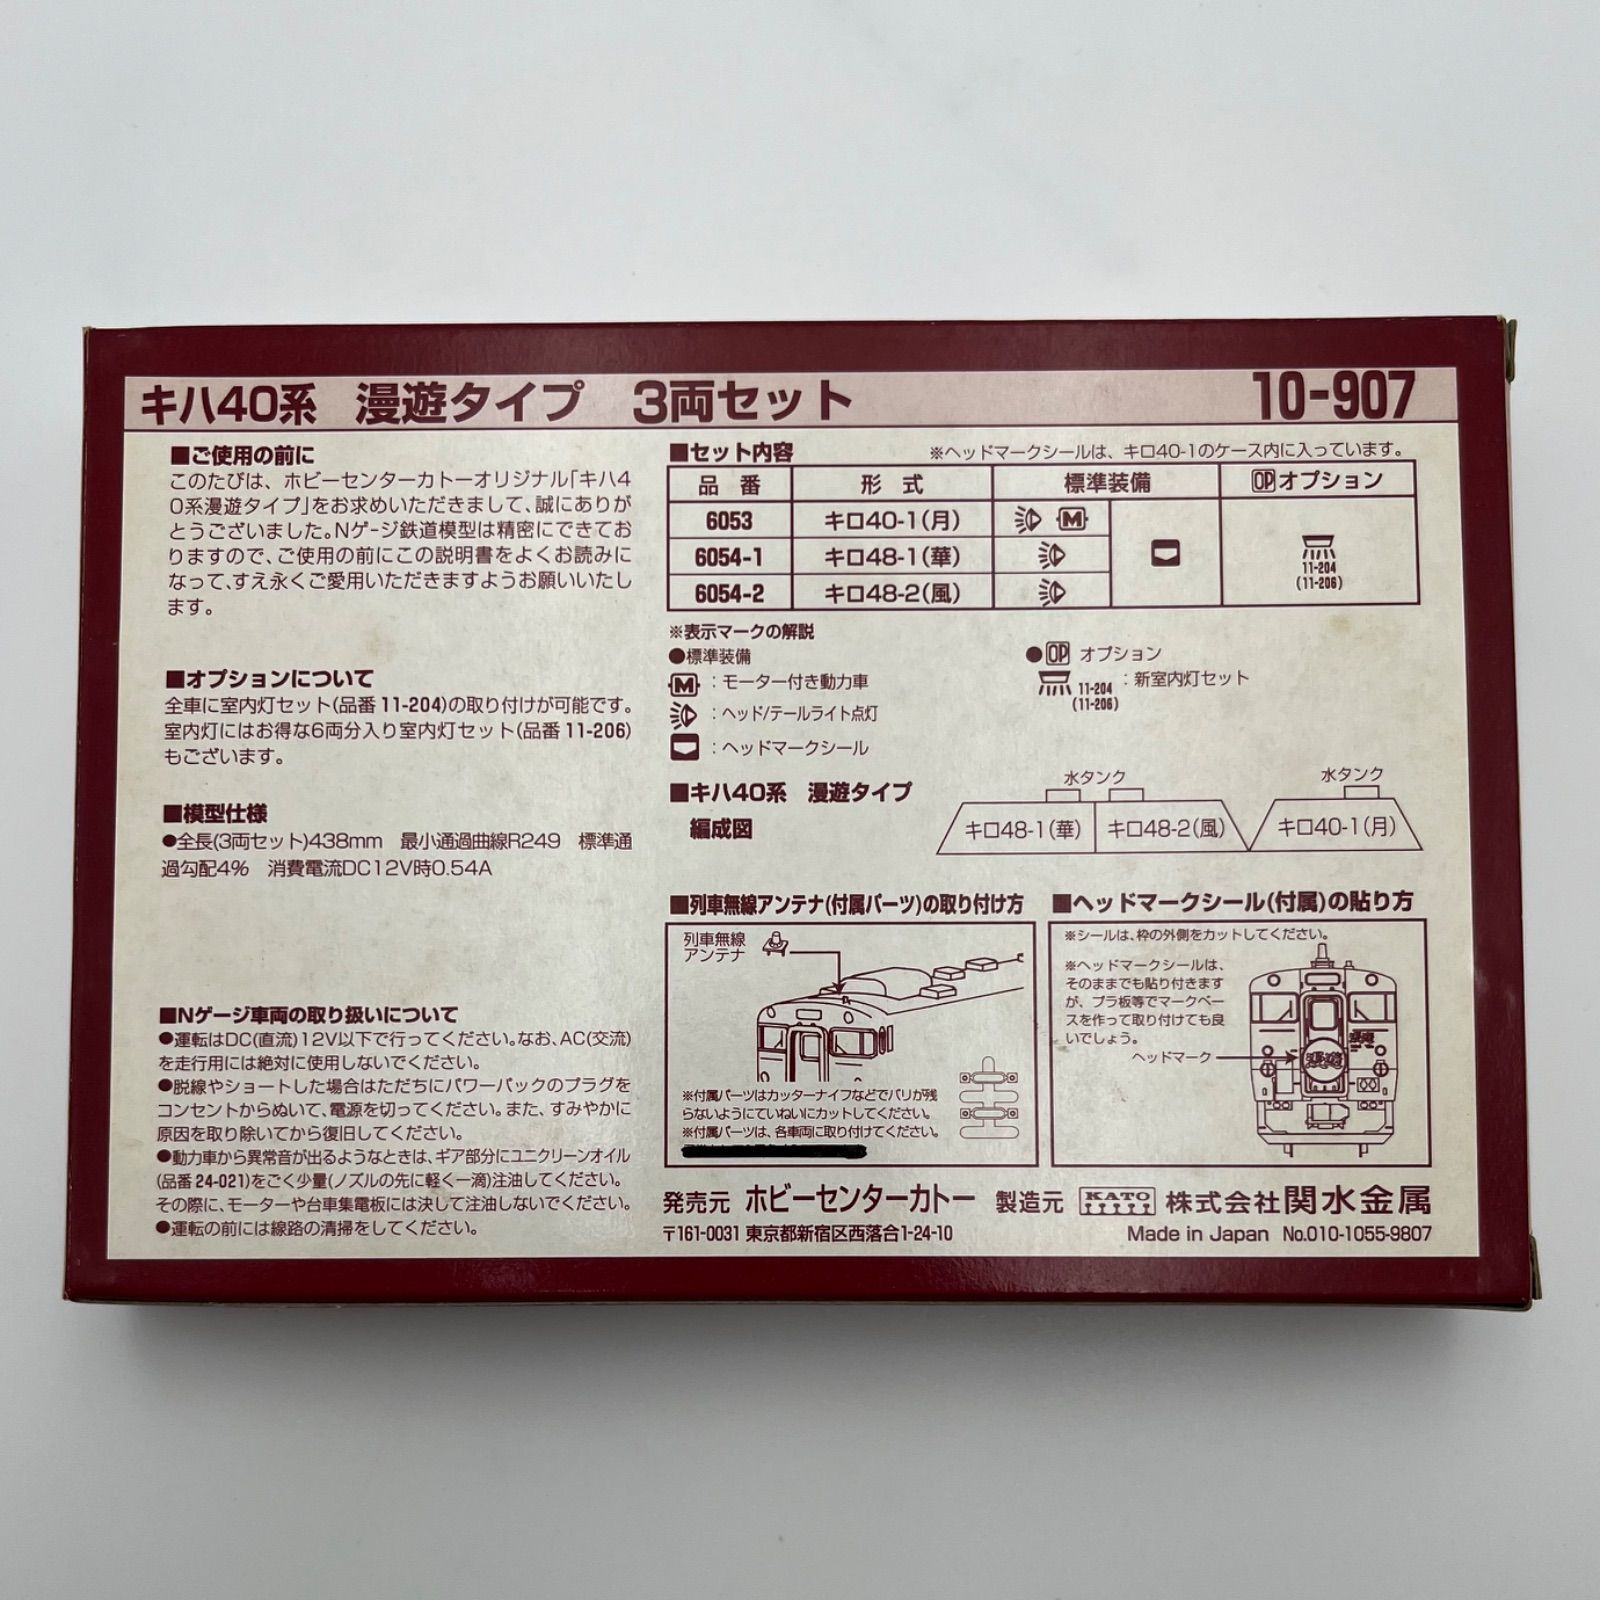 キハ40系 漫遊タイプ 3両セット 10-907
■ご使用の前に
このたびは、ホビーセンターカトーオリジナル「キハ4
0系漫遊タイプ」をお求めいただきまして、誠にありが
とうございました。Nゲージ鉄道模型は精密にできてお
りますので、ご使用の前にこの説明書をよくお読みに
なって、すえ永くご愛用いただきますようお願いいたし
ます。
■オプションについて
全車に室内灯セット(品番11-204)の取り付けが可能です。
室内灯にはお得な6両分入り室内灯セット(品番11-206)
もございます。
■模型仕様
●全長(3両セット)438mm 最小通過曲線R249 標準通
過勾配4% 消費電流DC12V時0.54A
■Nゲージ車両の取り扱いについて
●運転はDC(直流)12V以下で行ってください。なお、AC(交流)
を走行用には絶対に使用しないでください。
●脱線やショートした場合はただちにパワーパックのプラグを
コンセントからぬいて、電源を切ってください。また、すみやかに
原因を取り除いてから復旧してください。
●動力車から異常音が出るようなときは、ギア部分にユニクリーンオイル
(品番24-021)をごく少量(ノズルの先に軽く一滴)注油してください。
その際に、モーターや台車集電板には決して注油しないでください。
●運転の前には線路の清掃をしてください。
■セット内容 ※ヘッドマークシールは、キロ40-1のケース内に入っています。
品番 形式 標準装備 OPオプション
6053 キロ40-1(月) M
6054-1 キロ48-1(華)
6054-2 キロ48-2(風)
11-204
(11-206)
※表示マークの解説
●標準装備
M:モーター付き動力車
:ヘッド/テールライト点灯
:ヘッドマークシール
●OP オプション
11-204 :新室内灯セット
(11-206)
■キハ40系 漫遊タイプ
編成図
水タンク 水タンク
キロ48-1(華) キロ48-2(風) キロ40-1(月)
■列車無線アンテナ(付属パーツ)の取り付け方
列車無線
アンテナ
※付属パーツはカッターナイフなどでバリが残
らないようにていねいにカットしてください。
※付属パーツは、各車両に取り付けてください。
■ヘッドマークシール(付属)の貼り方
※シールは、枠の外側をカットしてください。
※ヘッドマークシールは、
そのままでも貼り付きます
が、プラ板等でマークベー
スを作って取り付けても良
いでしょう。
ヘッドマーク
漫遊
発売元 ホビーセンターカトー 製造元 KATO 株式会社関水金属
〒161-0031 東京都新宿区西落合1-24-10 Made in Japan No.010-1055-9807